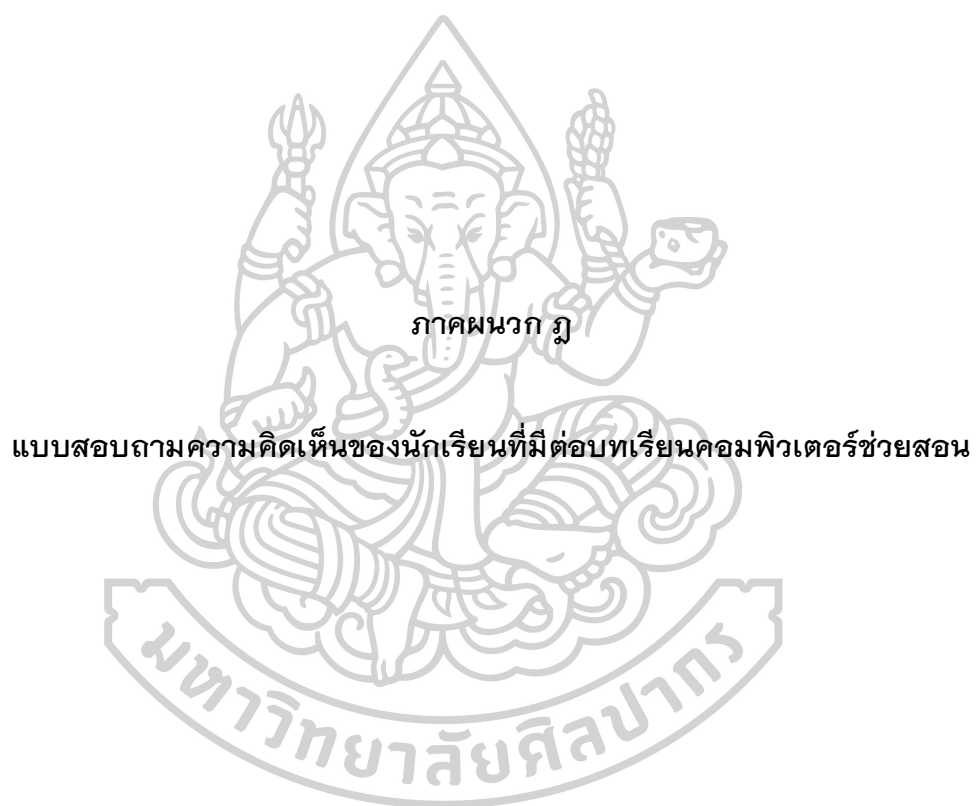 ภาคผนวก ฎ
แบบสอบถามความคิดเห็นของนักเรียนที่มีต่อบทเรียนคอมพิวเตอร์ช่วยสอน
มหาวิทยาลัยศิลปากร